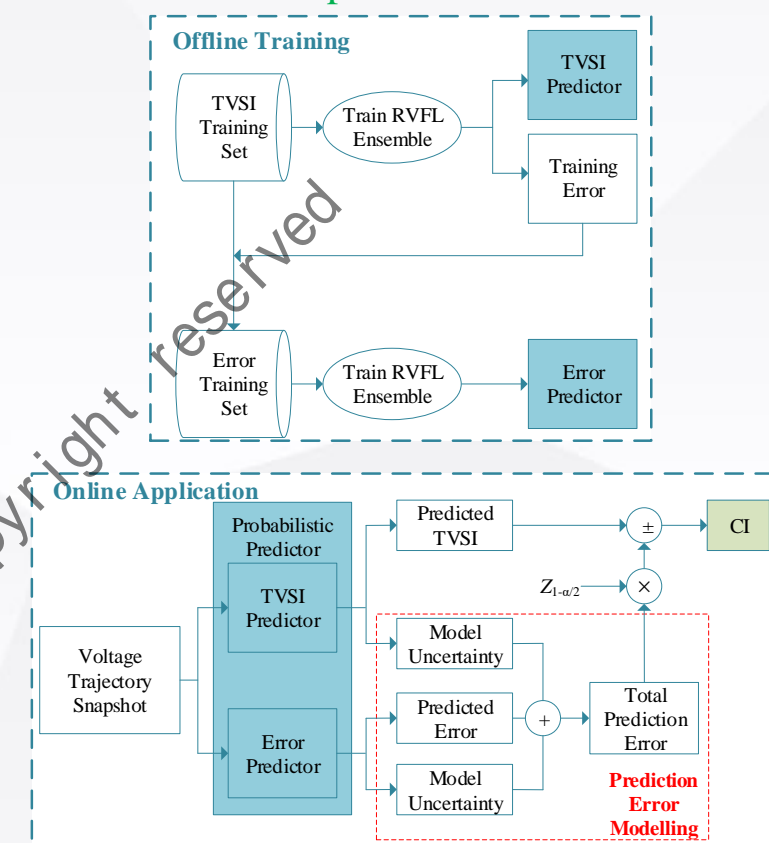 Offline Training
TVSI
Training
Set
Train RVFL
Ensemble
TVSI
Predictor
Training
Error
Error
Training
Set
Train RVFL
Ensemble
Error
Predictor
pyright reserved
Online Application
Probabilistic
Predictor
TVSI
Predictor
Error
Predictor
Voltage
Trajectory
Snapshot
Predicted
TVSI
Model
Uncertainty
Predicted
Error
Model
Uncertainty
+
Total
Prediction
Error
Z1-α/2
×
±
CI
Prediction
Error
Modelling